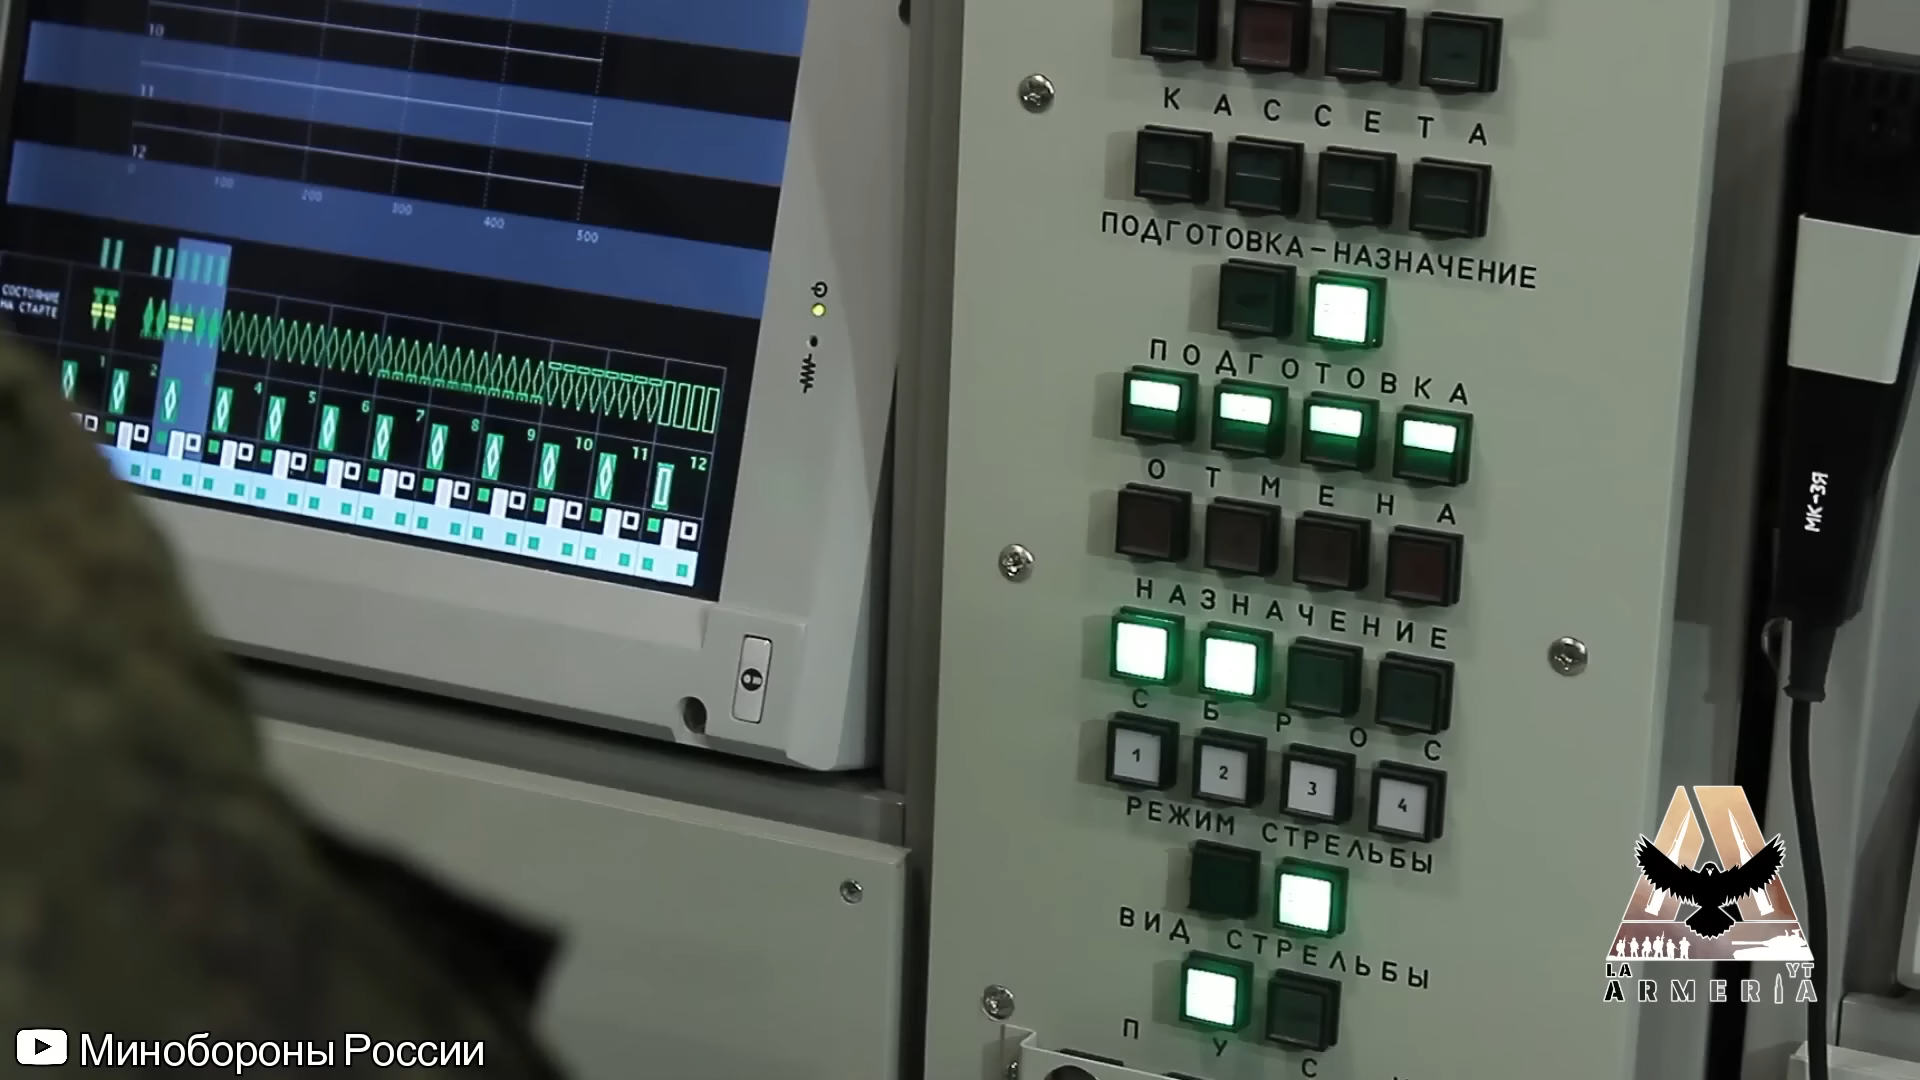 10
11
12
0 100 200 300 400 500
СОСТОЯНИЕ
НА СТАРТЕ
1 2 3 4 5 6 7 8 9 10 11 12
КАССЕТА
ПОДГОТОВКА-НАЗНАЧЕНИЕ
ПОДГОТОВКА
ОТМЕНА
НАЗНАЧЕНИЕ
СБРОС
1 2 3 4
РЕЖИМ СТРЕЛЬБЫ
ВИД СТРЕЛЬБЫ
ПУС
МК-3Я
LA YT
ARMERIA
Минобороны России